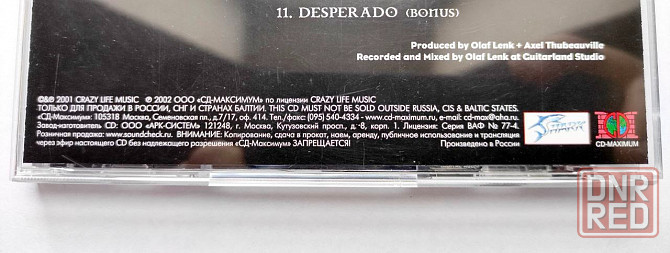 11. DESPERADO (BONUS)
Produced by Olaf Lenk + Axel Thubeauville
Recorded and Mixed by Olaf Lenk at Guitarland Studio
©&℗ 2001 CRAZY LIFE MUSIC ℗ 2002 ООО «СД-МАКСИМУМ» по лицензии CRAZY LIFE MUSIC
ТОЛЬКО ДЛЯ ПРОДАЖИ В РОССИИ, СНГ И СТРАНАХ БАЛТИИ. THIS CD MUST NOT BE SOLD OUTSIDE RUSSIA, CIS & BALTIC STATES.
«СД-Максимум»: 105318 Москва, Семеновская пл., д.7/17, оф. 414. Тел./факс: (095) 540-4334 - www.cd-maximum.ru, e-mail: cd-max@aha.ru.
Завод-изготовитель CD: ООО «АРК-СИСТЕМ» 121248, г. Москва, Кутузовский просп., д.-8, корп. 1. Лицензия: Серия ВАФ № 77-4.
Розничная продажа: www.soundcheck.ru. ВНИМАНИЕ: Копирование, сдача в прокат, наем, аренду, публичное использование и трансляция
через эфир настоящего CD без надлежащего разрешения «СД-Максимум» ЗАПРЕЩАЕТСЯ!
Произведено в России
SHARK
CD-MAXIMUM
DNR
RED